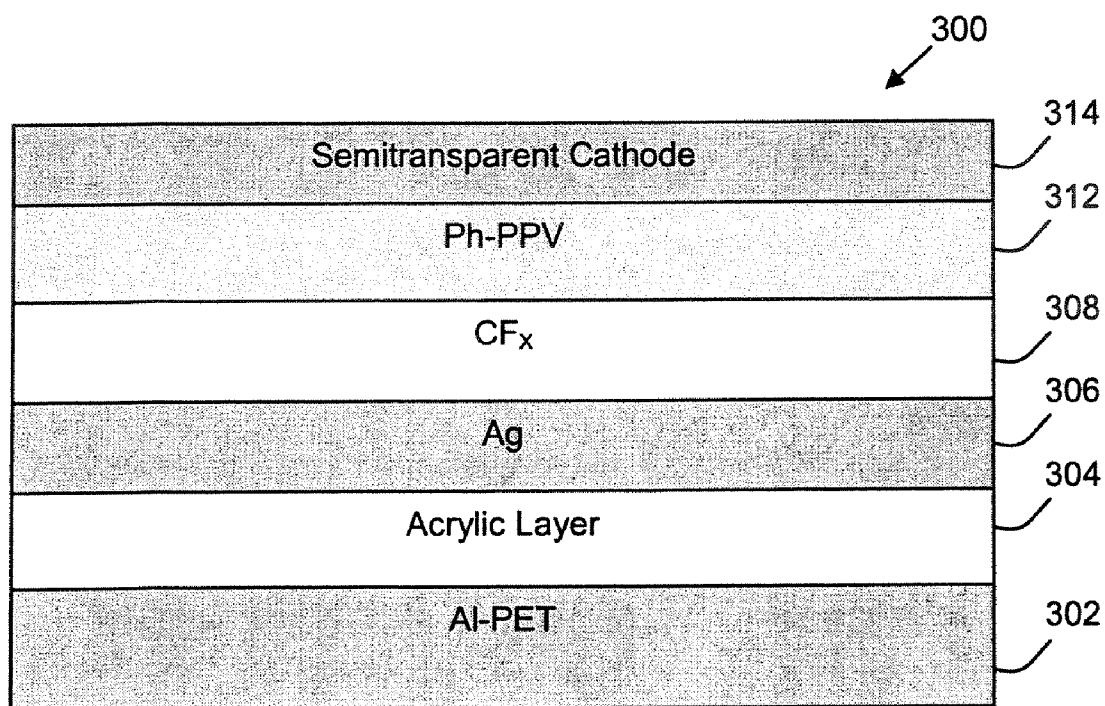 300
314
Semitransparent Cathode
312
Ph-PPV
308
CFx
306
Ag
304
Acrylic Layer
302
Al-PET